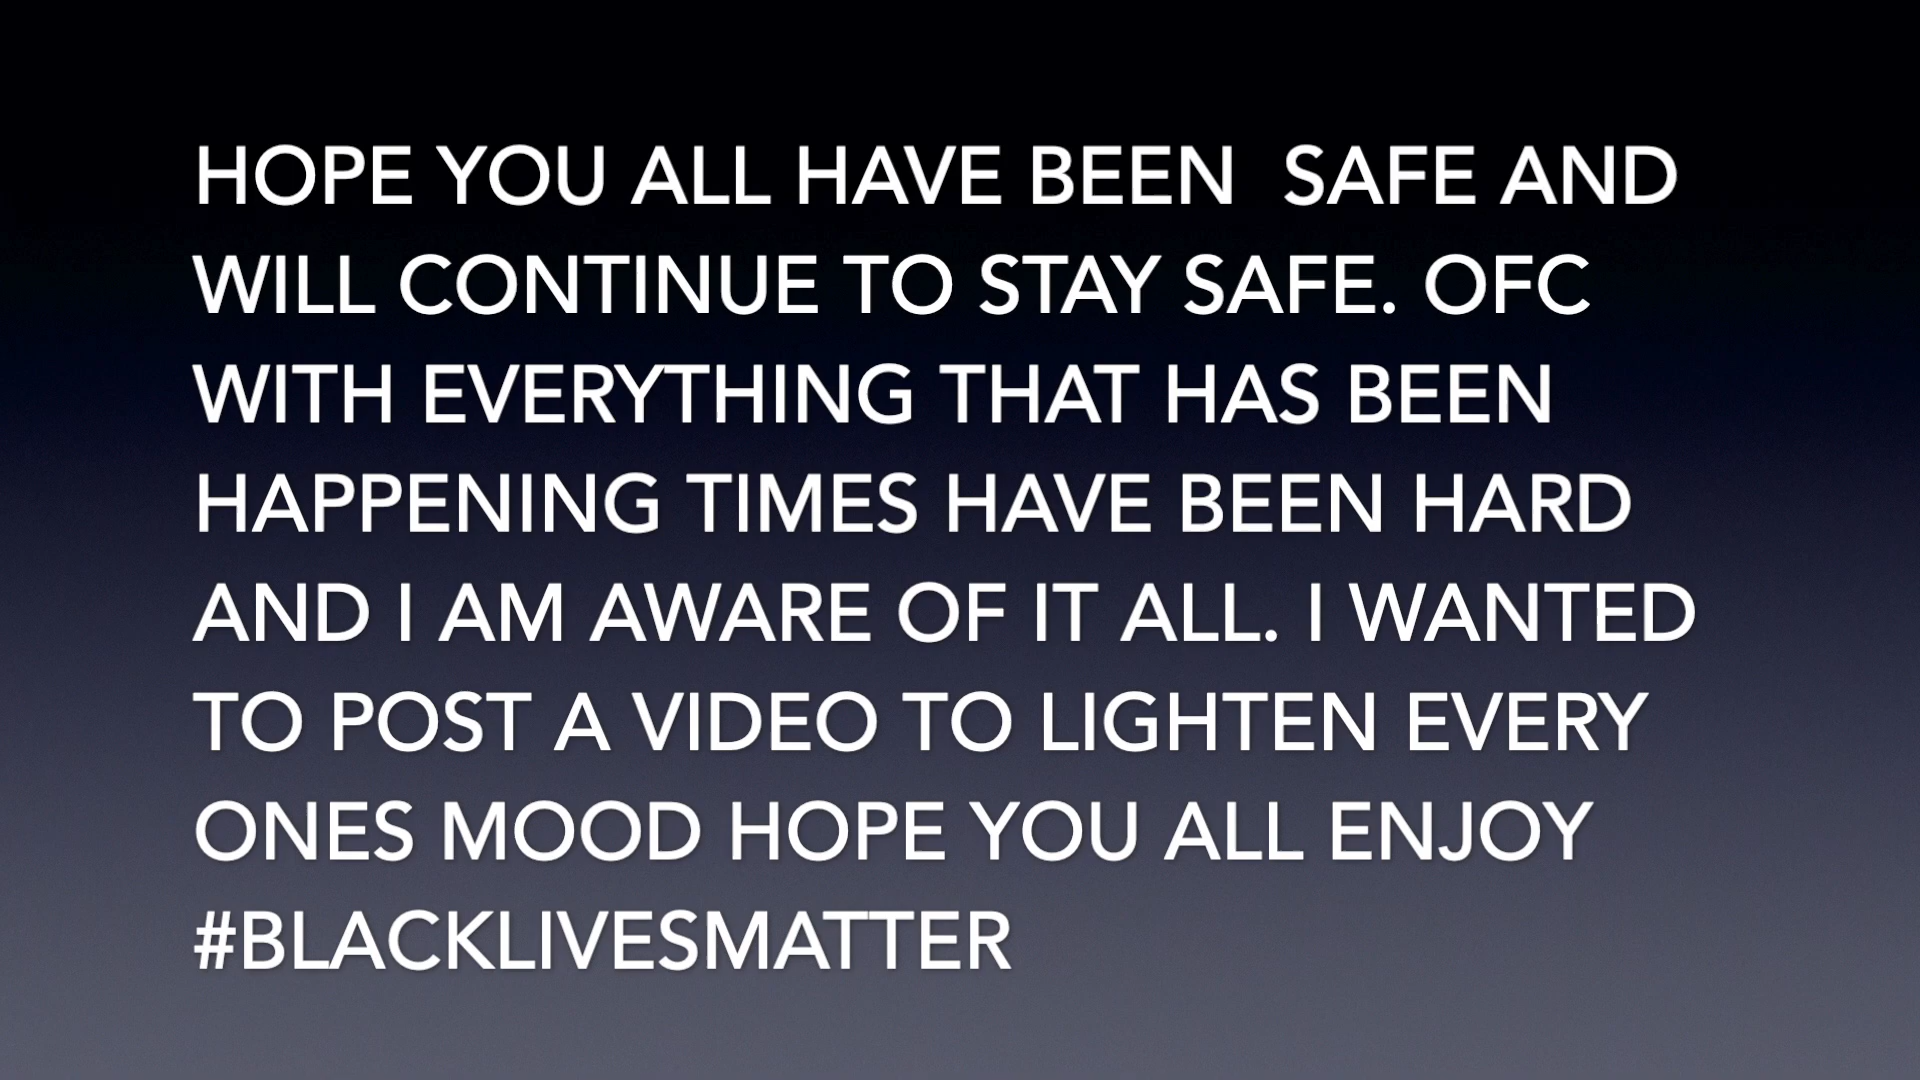 HOPE YOU ALL HAVE BEEN  SAFE AND
WILL CONTINUE TO STAY SAFE. OFC
WITH EVERYTHING THAT HAS BEEN
HAPPENING TIMES HAVE BEEN HARD
AND I AM AWARE OF IT ALL. I WANTED
TO POST A VIDEO TO LIGHTEN EVERY
ONES MOOD HOPE YOU ALL ENJOY
#BLACKLIVESMATTER